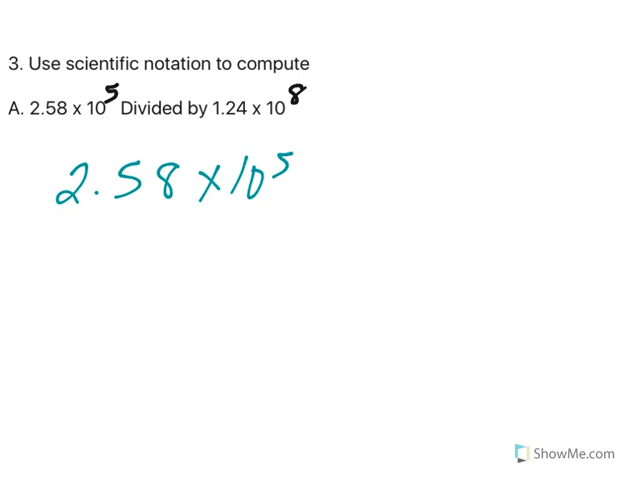 3. Use scientific notation to compute
A. 2.58 x 10⁵ Divided by 1.24 x 10⁸
2.58 x 10⁵
ShowMe.com